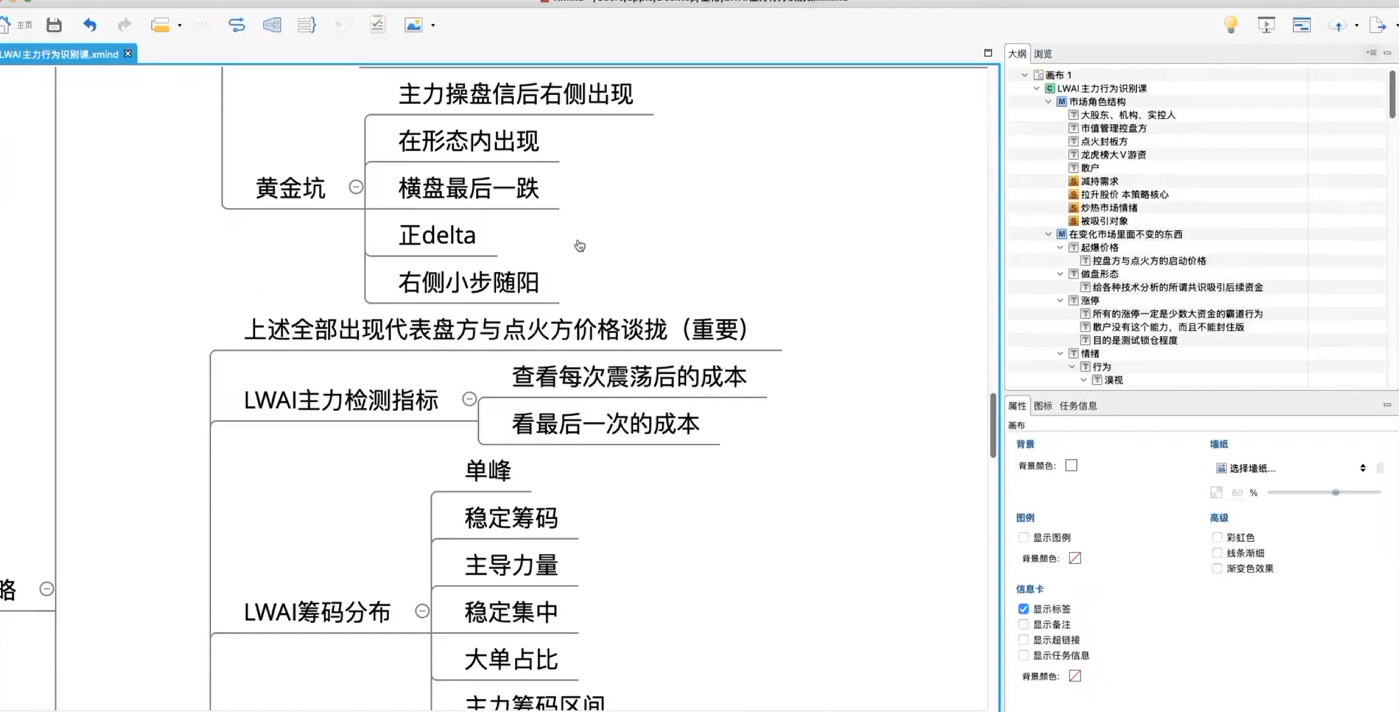 主页
LWAI主力行为识别课.xmind
主力操盘信后右侧出现
在形态内出现
黄金坑
横盘最后一跌
正delta
右侧小步随阳
上述全部出现代表盘方与点火方价格谈拢（重要）
查看每次震荡后的成本
LWAI主力检测指标
看最后一次的成本
单峰
稳定筹码
主导力量
LWAI筹码分布
稳定集中
大单占比
主力筹码区间
略
大纲 浏览
画布 1
LWAI主力行为识别课
市场角色结构
大股东、机构、实控人
市值管理控盘方
点火封板方
龙虎榜大V游资
散户
减持需求
拉升股价 本策略核心
炒热市场情绪
被吸引对象
在变化市场里面不变的东西
起爆价格
控盘方与点火方的启动价格
做盘形态
给各种技术分析的所谓共识吸引后续资金
涨停
所有的涨停一定是少数大资金的霸道行为
散户没有这个能力，而且不能封住版
目的是测试锁仓程度
情绪
行为
漠视
属性 图标 任务信息
画布
背景
背景颜色:
墙纸
选择墙纸...
60 %
图例
显示图例
背景颜色:
高级
彩虹色
线条渐细
渐变色效果
信息卡
显示标签
显示备注
显示超链接
显示任务信息
背景颜色: